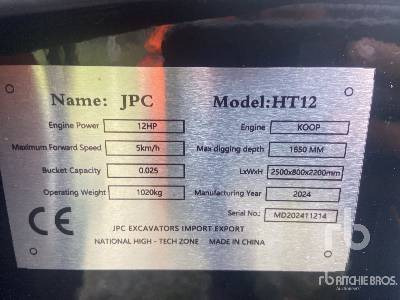 Name: JPC Model:HT12
Engine Power 12HP Engine KOOP
Maximum Forward Speed 5km/h Max digging depth 1650 MM
Bucket Capacity 0.025 LxWxH 2500x800x2200mm
Operating Weight 1020kg Manufacturing Year 2024
Serial No.: MD202411214
CE
JPC EXCAVATORS IMPORT EXPORT
NATIONAL HIGH - TECH ZONE MADE IN CHINA
rb
RITCHIE BROS.